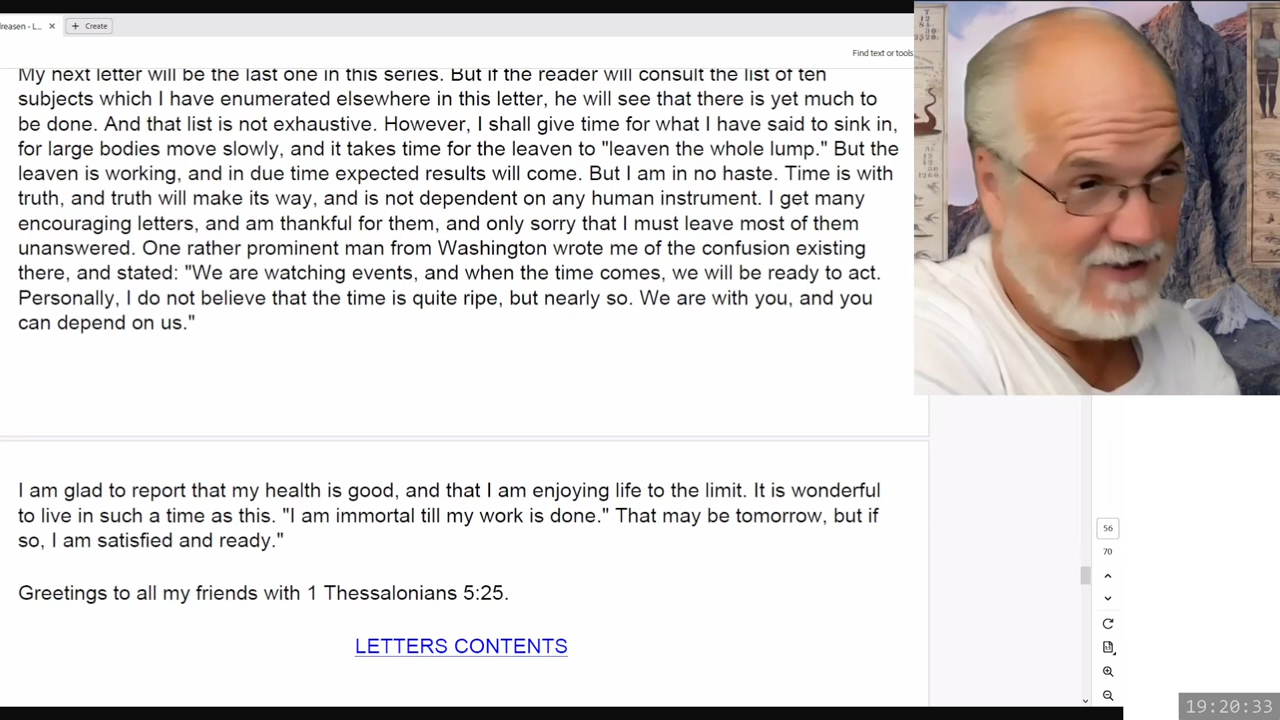 reasen - L...
Create
Find text or tools
My next letter will be the last one in this series. But if the reader will consult the list of ten
subjects which I have enumerated elsewhere in this letter, he will see that there is yet much to
be done. And that list is not exhaustive. However, I shall give time for what I have said to sink in,
for large bodies move slowly, and it takes time for the leaven to "leaven the whole lump." But the
leaven is working, and in due time expected results will come. But I am in no haste. Time is with
truth, and truth will make its way, and is not dependent on any human instrument. I get many
encouraging letters, and am thankful for them, and only sorry that I must leave most of them
unanswered. One rather prominent man from Washington wrote me of the confusion existing
there, and stated: "We are watching events, and when the time comes, we will be ready to act.
Personally, I do not believe that the time is quite ripe, but nearly so. We are with you, and you
can depend on us."
I am glad to report that my health is good, and that I am enjoying life to the limit. It is wonderful
to live in such a time as this. "I am immortal till my work is done." That may be tomorrow, but if
so, I am satisfied and ready."
Greetings to all my friends with 1 Thessalonians 5:25.
LETTERS CONTENTS
56
70
19:20:33